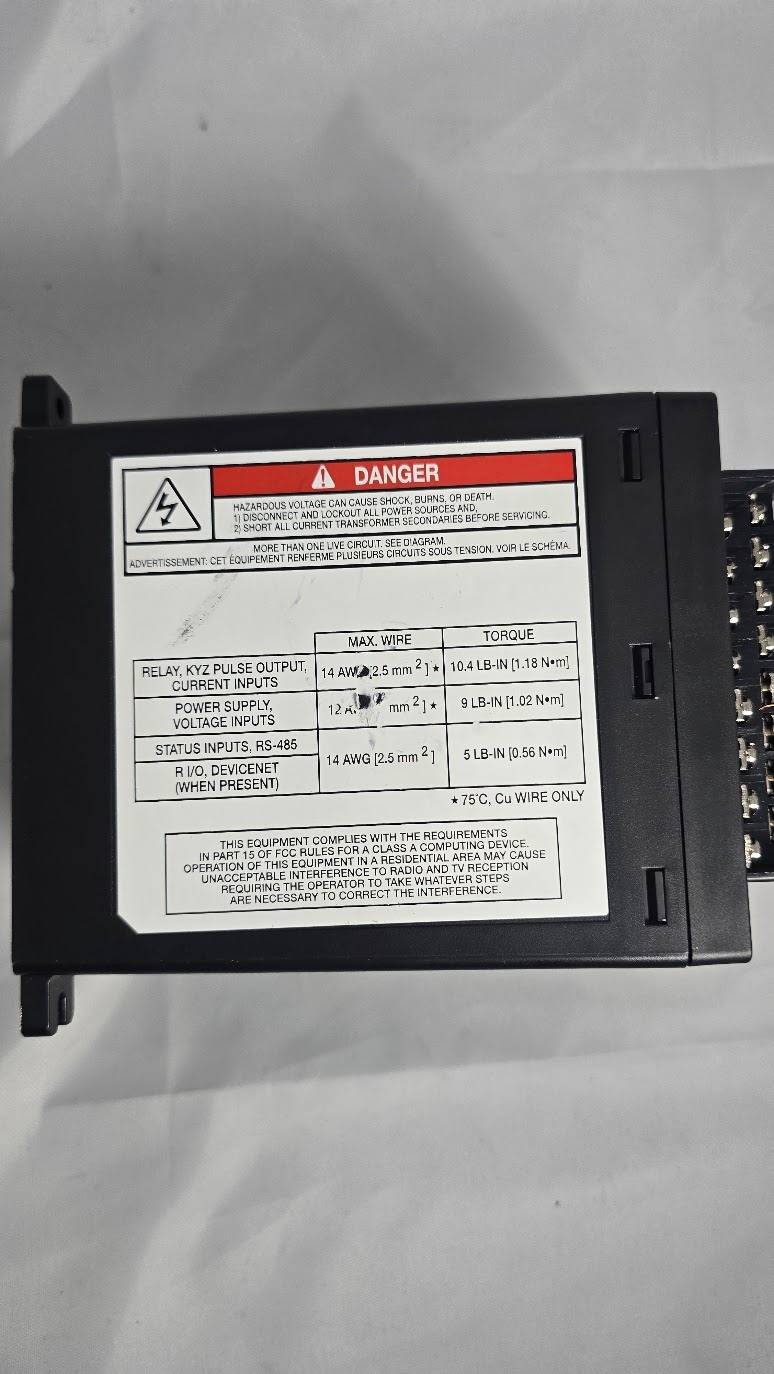 DANGER
HAZARDOUS VOLTAGE CAN CAUSE SHOCK, BURNS, OR DEATH.
1) DISCONNECT AND LOCKOUT ALL POWER SOURCES AND,
2) SHORT ALL CURRENT TRANSFORMER SECONDARIES BEFORE SERVICING.
MORE THAN ONE LIVE CIRCUIT. SEE DIAGRAM.
ADVERTISSEMENT: CET ÉQUIPEMENT RENFERME PLUSIEURS CIRCUITS SOUS TENSION. VOIR LE SCHÉMA.
MAX. WIRE TORQUE
RELAY, KYZ PULSE OUTPUT,
CURRENT INPUTS
14 [2.5 mm²] ★ 10.4 LB-IN [1.18 N•m]
POWER SUPPLY,
VOLTAGE INPUTS
12 mm²] ★ 9 LB-IN [1.02 N•m]
STATUS INPUTS, RS-485
R I/O, DEVICENET
(WHEN PRESENT)
14 AWG [2.5 mm²] 5 LB-IN [0.56 N•m]
★ 75°C, Cu WIRE ONLY
THIS EQUIPMENT COMPLIES WITH THE REQUIREMENTS
IN PART 15 OF FCC RULES FOR A CLASS A COMPUTING DEVICE.
OPERATION OF THIS EQUIPMENT IN A RESIDENTIAL AREA MAY CAUSE
UNACCEPTABLE INTERFERENCE TO RADIO AND TV RECEPTION
REQUIRING THE OPERATOR TO TAKE WHATEVER STEPS
ARE NECESSARY TO CORRECT THE INTERFERENCE.